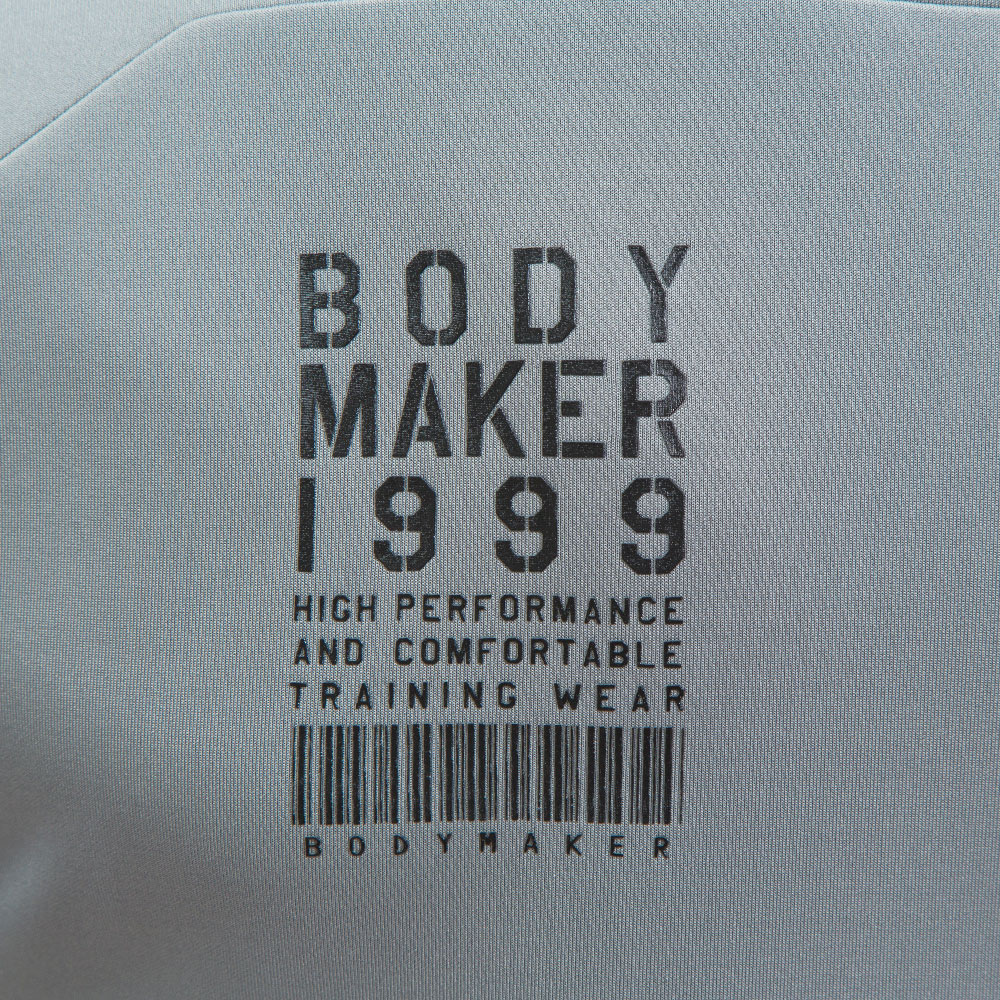 BODY
MAKER
1999
HIGH PERFORMANCE
AND COMFORTABLE
TRAINING WEAR
BODYMAKER